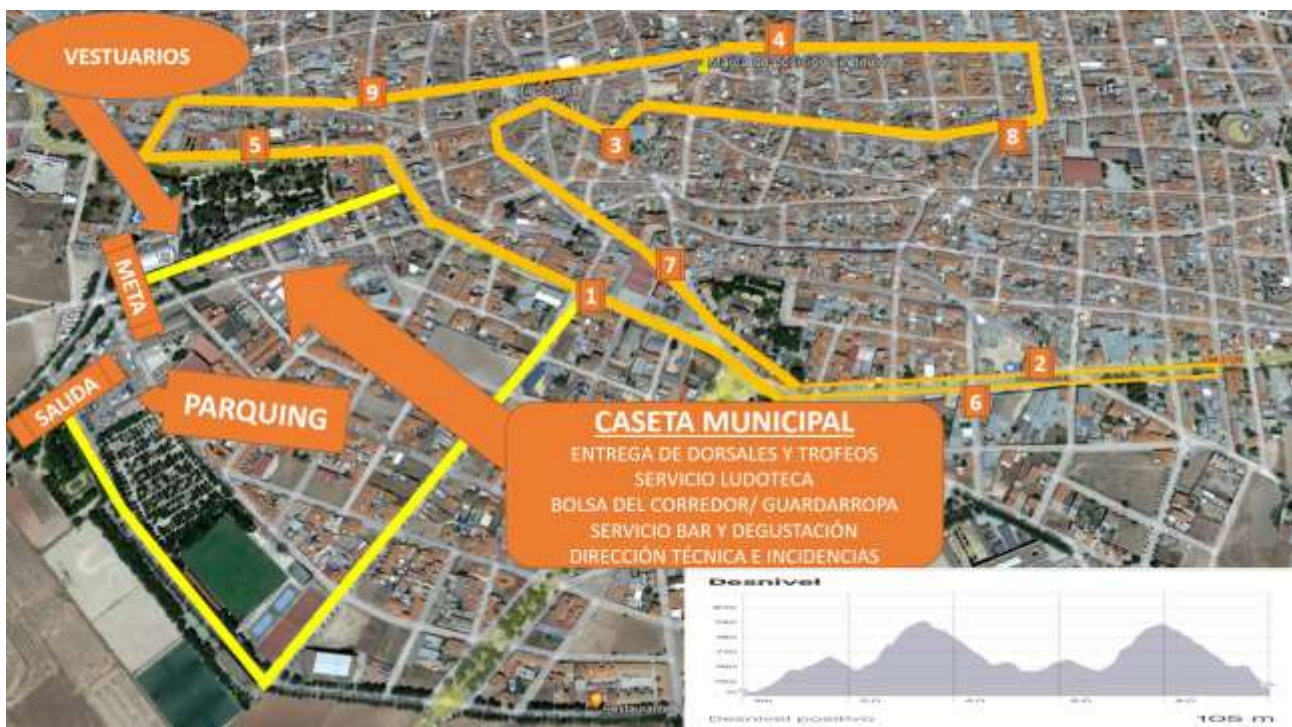 VESTUARIOS
4
9
5
3
8
META
7
1
2
SALIDA
PARQUING
6
CASETA MUNICIPAL
ENTREGA DE DORSALES Y TROFEOS
SERVICIO LUDOTECA
BOLSA DEL CORREDOR/ GUARDARROPA
SERVICIO BAR Y DEGUSTACIÓN
DIRECCIÓN TÉCNICA E INCIDENCIAS
Restaurante
Desnivel
Desnivel positivo
105 m